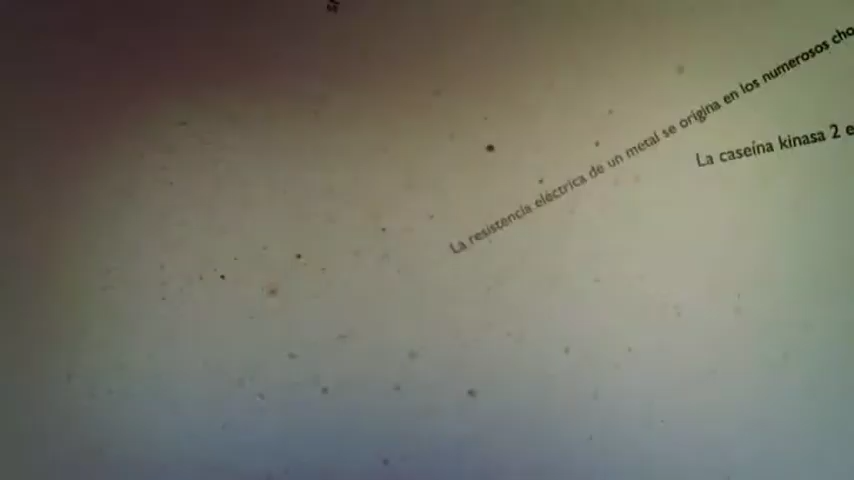 La resistencia eléctrica de un metal se origina en los numerosos cho
La caseína kinasa 2 e